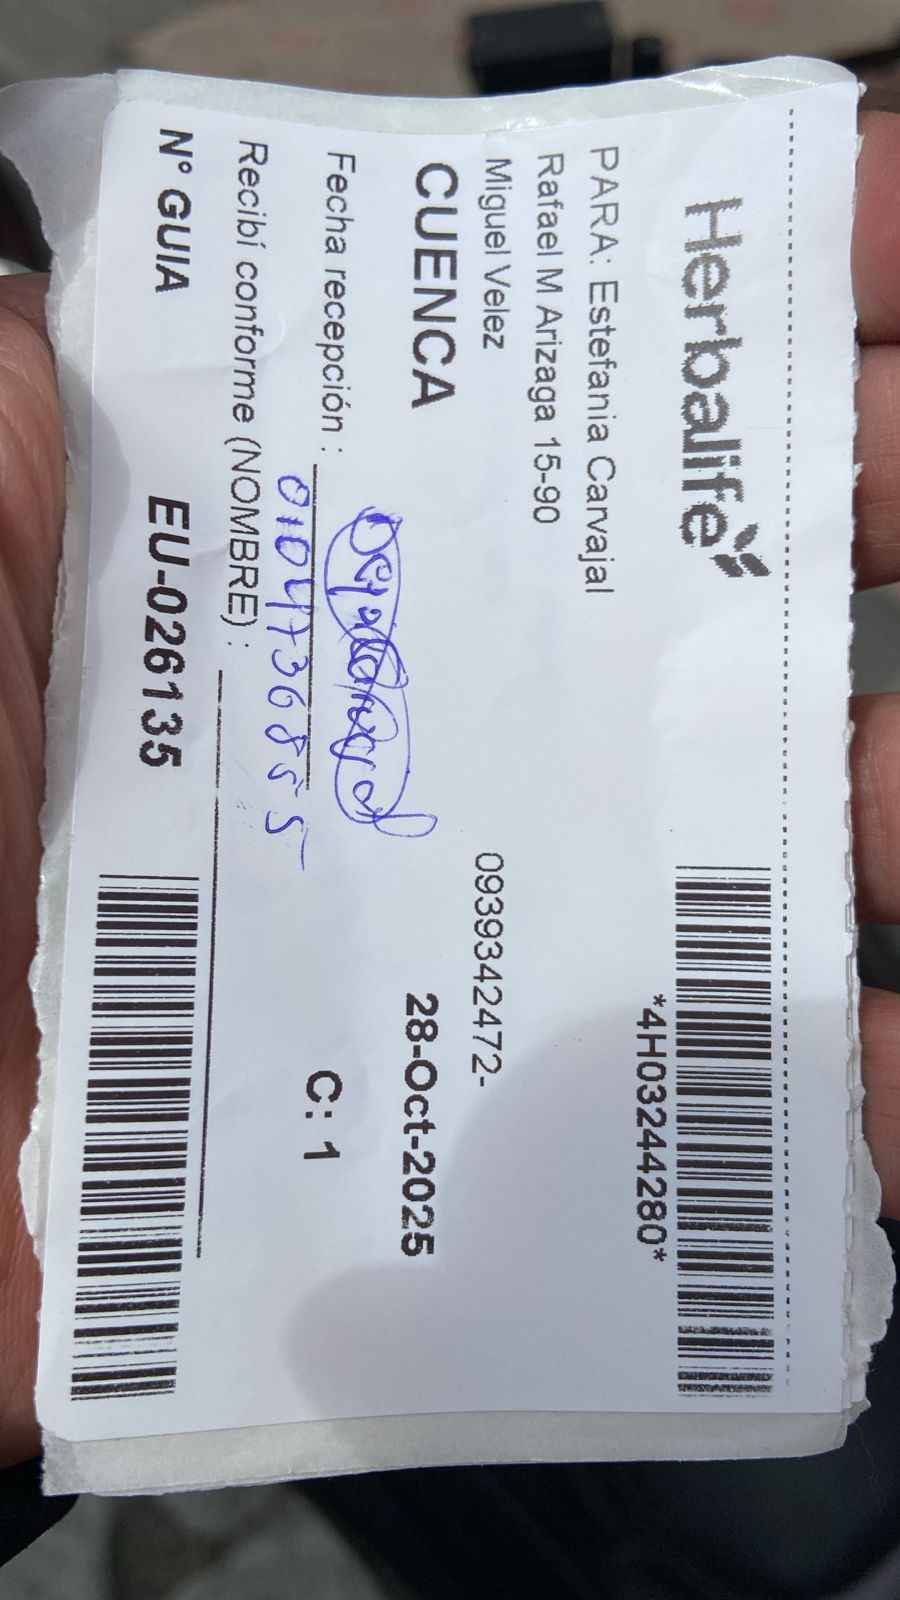 Herbalife
*4H03244280*
PARA: Estefania Carvajal
Rafael M Arizaga 15-90
Miguel Velez
0939342472-
CUENCA
28-Oct-2025
Fecha recepción :
C: 1
0104736855
Recibí conforme (NOMBRE) :
N° GUIA
EU-026135